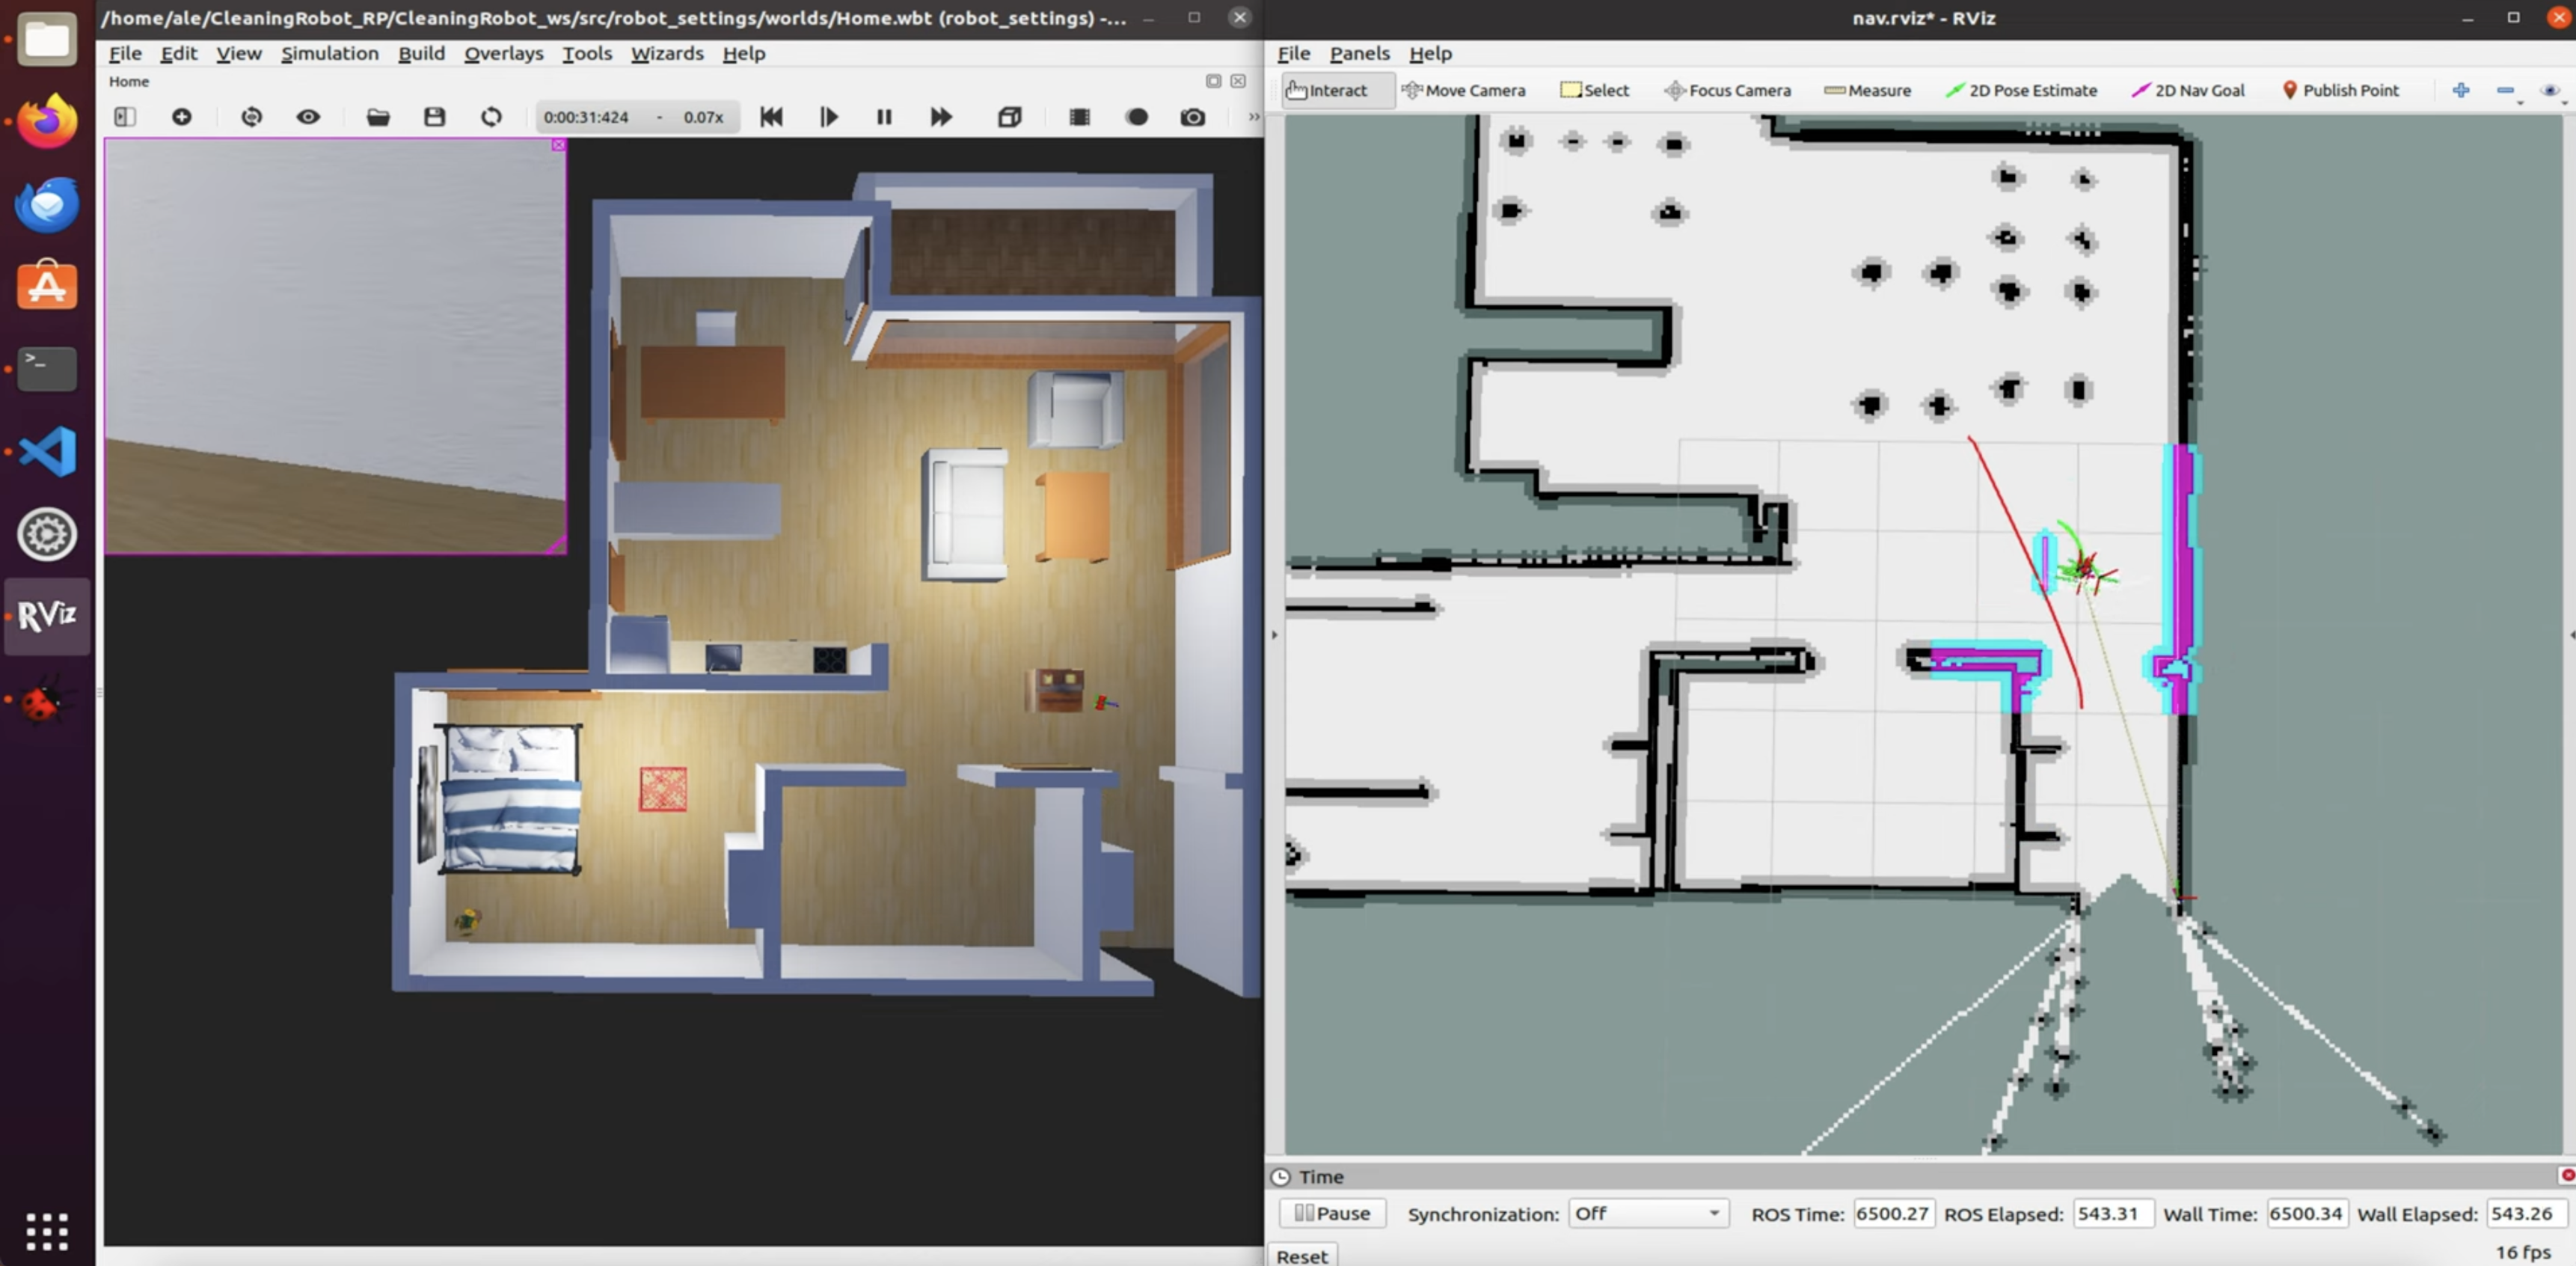 /home/ale/CleaningRobot_RP/CleaningRobot_ws/src/robot_settings/worlds/Home.wbt (robot_settings) -...
File Edit View Simulation Build Overlays Tools Wizards Help
Home
0:00:31:424 - 0.07x
>_
RViz
nav.rviz* - RViz
File Panels Help
Interact Move Camera Select Focus Camera Measure 2D Pose Estimate 2D Nav Goal Publish Point
Time
Pause Synchronization: Off ROS Time: 6500.27 ROS Elapsed: 543.31 Wall Time: 6500.34 Wall Elapsed: 543.26
Reset 16 fps